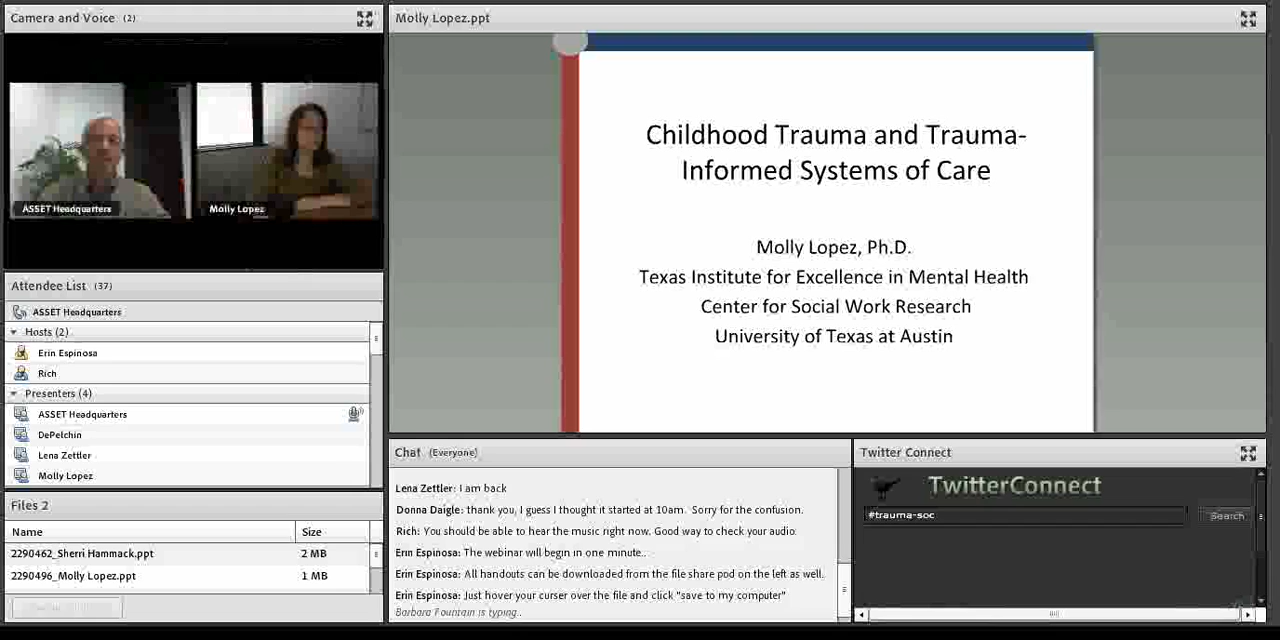 Camera and Voice (2)
ASSET Headquarters
Molly Lopez
Attendee List (37)
ASSET Headquarters
Hosts (2)
Erin Espinosa
Rich
Presenters (4)
ASSET Headquarters
DePelchin
Lena Zettler
Molly Lopez
Files 2
Name Size
2290462_Sherri Hammack.ppt 2 MB
2290496_Molly Lopez.ppt 1 MB
Molly Lopez.ppt
Childhood Trauma and Trauma-
Informed Systems of Care
Molly Lopez, Ph.D.
Texas Institute for Excellence in Mental Health
Center for Social Work Research
University of Texas at Austin
Chat (Everyone)
Lena Zettler: I am back
Donna Daigle: thank you, I guess I thought it started at 10am. Sorry for the confusion.
Rich: You should be able to hear the music right now. Good way to check your audio.
Erin Espinosa: The webinar will begin in one minute..
Erin Espinosa: All handouts can be downloaded from the file share pod on the left as well.
Erin Espinosa: Just hover your curser over the file and click "save to my computer"
Barbara Fountain is typing..
Twitter Connect
TwitterConnect
#trauma-soc
Search